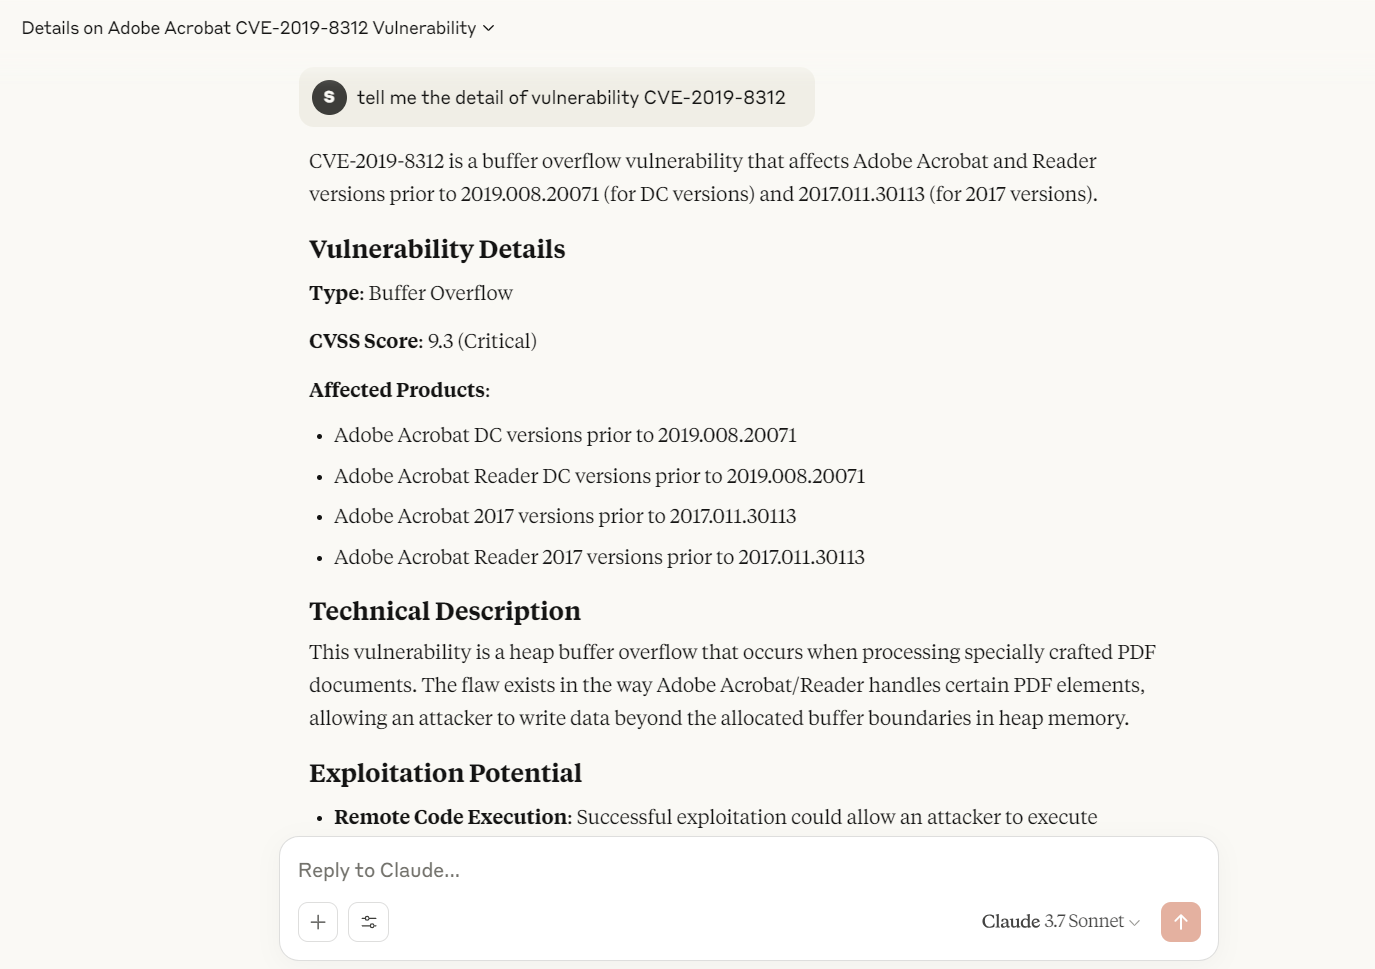 Details on Adobe Acrobat CVE-2019-8312 Vulnerability
S tell me the detail of vulnerability CVE-2019-8312
CVE-2019-8312 is a buffer overflow vulnerability that affects Adobe Acrobat and Reader
versions prior to 2019.008.20071 (for DC versions) and 2017.011.30113 (for 2017 versions).
Vulnerability Details
Type: Buffer Overflow
CVSS Score: 9.3 (Critical)
Affected Products:
• Adobe Acrobat DC versions prior to 2019.008.20071
• Adobe Acrobat Reader DC versions prior to 2019.008.20071
• Adobe Acrobat 2017 versions prior to 2017.011.30113
• Adobe Acrobat Reader 2017 versions prior to 2017.011.30113
Technical Description
This vulnerability is a heap buffer overflow that occurs when processing specially crafted PDF
documents. The flaw exists in the way Adobe Acrobat/Reader handles certain PDF elements,
allowing an attacker to write data beyond the allocated buffer boundaries in heap memory.
Exploitation Potential
• Remote Code Execution: Successful exploitation could allow an attacker to execute
Reply to Claude...
Claude 3.7 Sonnet